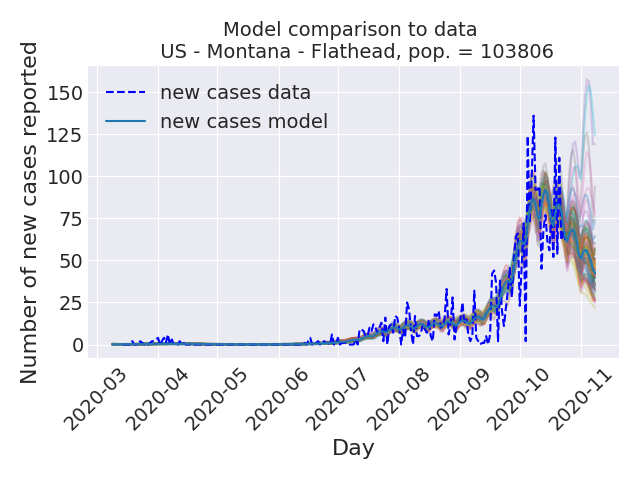 Model comparison to data
US - Montana - Flathead, pop. = 103806
new cases data
new cases model
Number of new cases reported
150
125
100
75
50
25
0
2020-03
2020-04
2020-05
2020-06
2020-07
2020-08
2020-09
2020-10
2020-11
Day